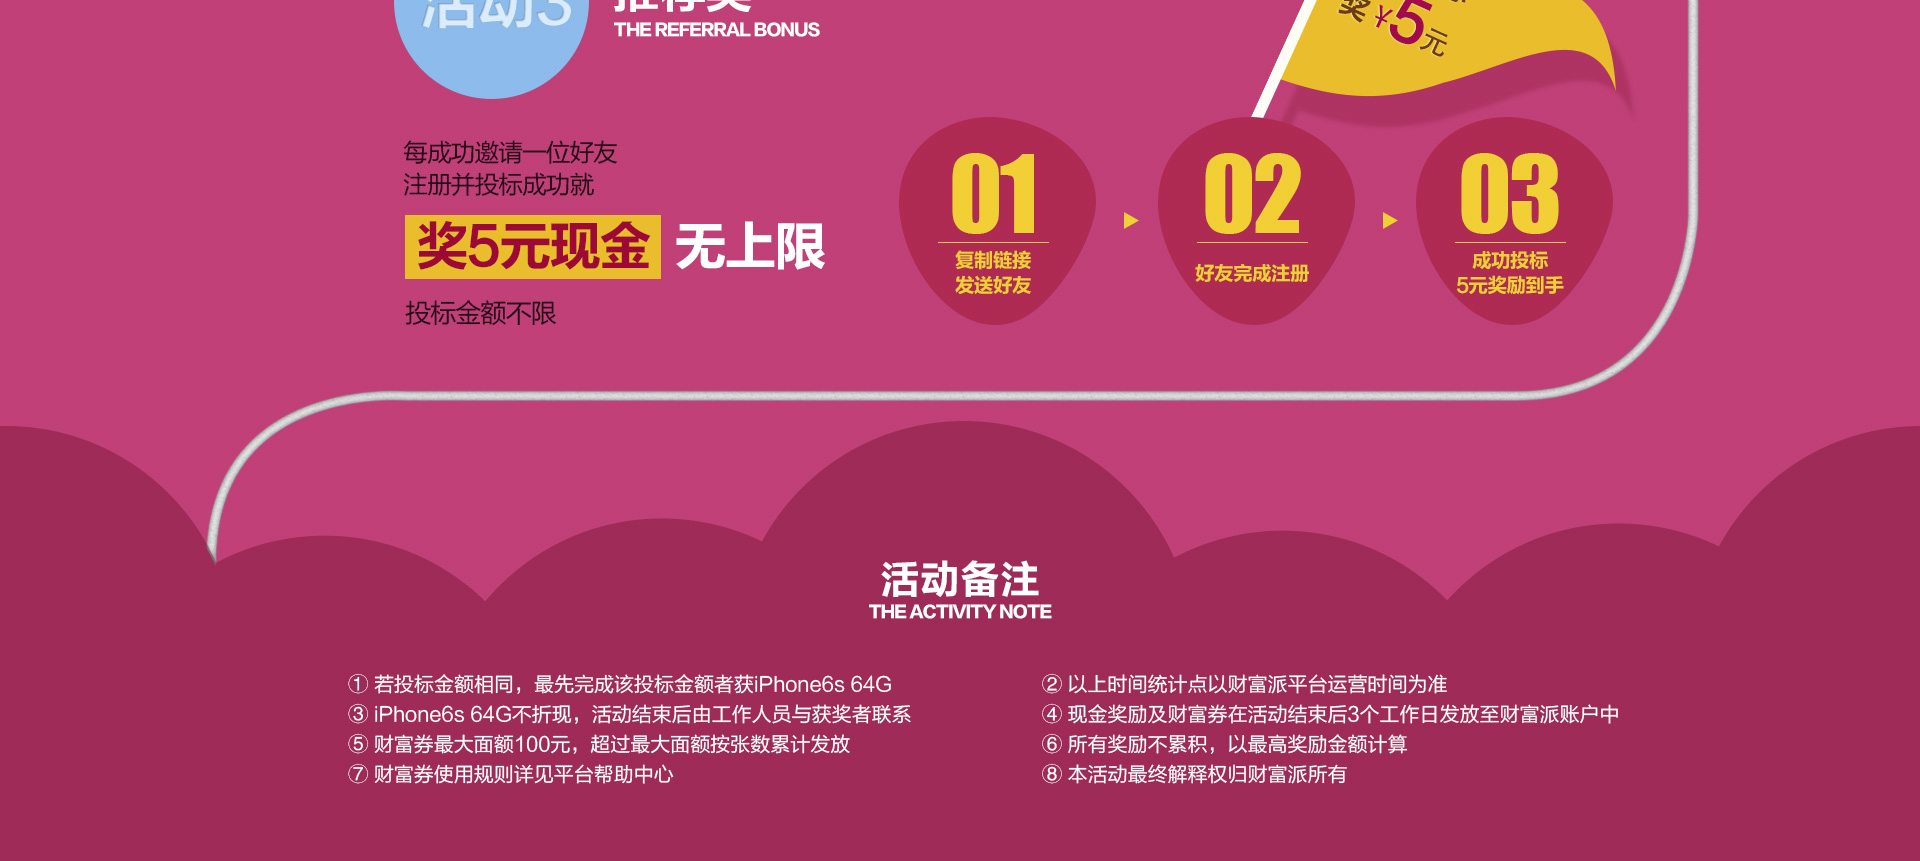 活动3
推荐奖
THE REFERRAL BONUS
奖¥5元
每成功邀请一位好友
注册并投标成功就
奖5元现金 无上限
投标金额不限
01
复制链接
发送好友
02
好友完成注册
03
成功投标
5元奖励到手
活动备注
THE ACTIVITY NOTE
① 若投标金额相同，最先完成该投标金额者获iPhone6s 64G
② 以上时间统计点以财富派平台运营时间为准
③ iPhone6s 64G不折现，活动结束后由工作人员与获奖者联系
④ 现金奖励及财富券在活动结束后3个工作日发放至财富派账户中
⑤ 财富券最大面额100元，超过最大面额按张数累计发放
⑥ 所有奖励不累积，以最高奖励金额计算
⑦ 财富券使用规则详见平台帮助中心
⑧ 本活动最终解释权归财富派所有